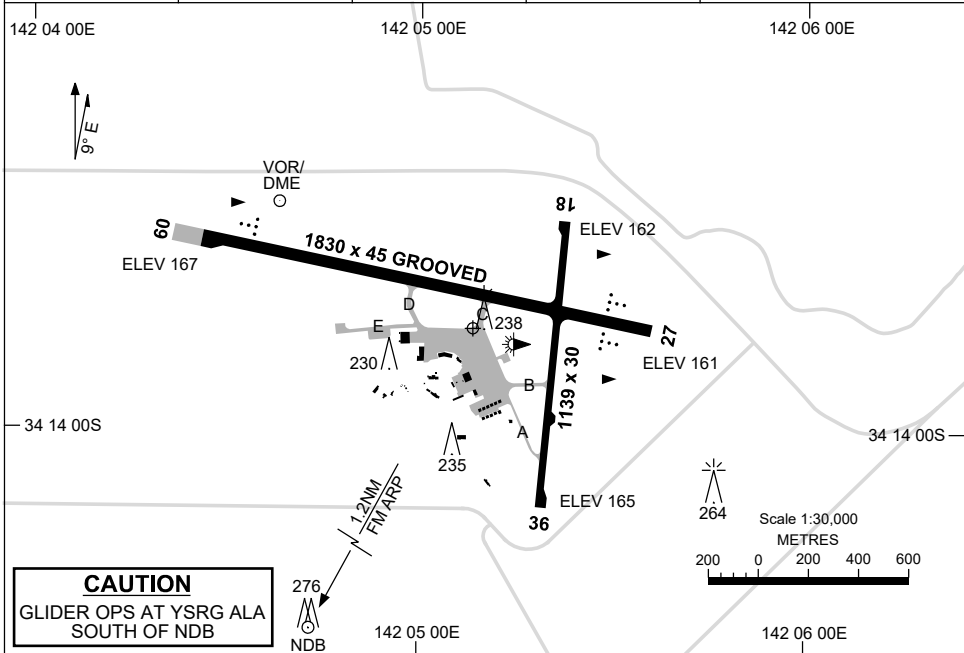 142 04 00E
142 05 00E
142 06 00E
9° E
VOR/
DME
09
18
ELEV 162
1830 x 45 GROOVED
ELEV 167
D
C
E
238
27
230
ELEV 161
B
1139 x 30
34 14 00S
A
34 14 00S
235
1.2NM
FM ARP
ELEV 165
36
264
Scale 1:30,000
METRES
200 0 200 400 600
CAUTION
GLIDER OPS AT YSRG ALA
SOUTH OF NDB
276
NDB
142 05 00E
142 06 00E